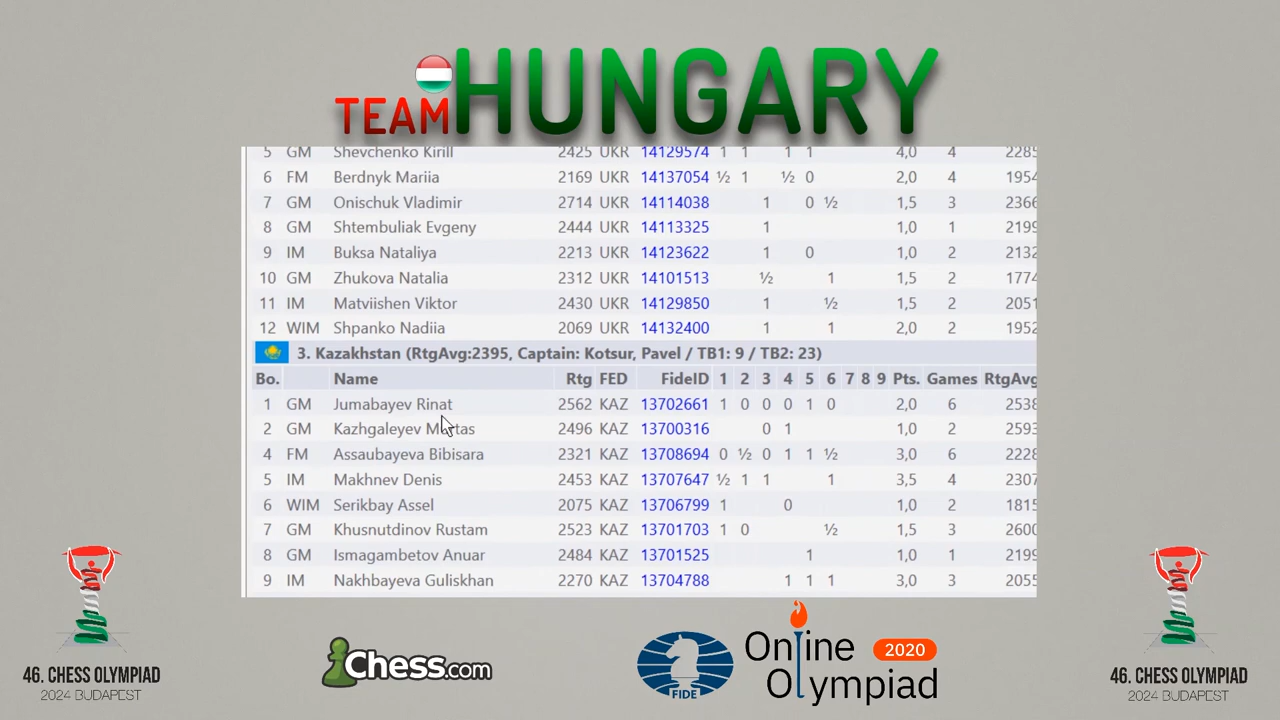 TEAM HUNGARY
5 GM Shevchenko Kirill 2425 UKR 14129574 1 1 1 1 4,0 4 2285
6 FM Berdnyk Mariia 2169 UKR 14137054 ½ 1 ½ 0 2,0 4 1954
7 GM Onischuk Vladimir 2714 UKR 14114038 1 0 ½ 1,5 3 2366
8 GM Shtembuliak Evgeny 2444 UKR 14113325 1 1,0 1 2199
9 IM Buksa Nataliya 2213 UKR 14123622 1 0 1,0 2 2132
10 GM Zhukova Natalia 2312 UKR 14101513 ½ 1 1,5 2 1774
11 IM Matviishen Viktor 2430 UKR 14129850 1 ½ 1,5 2 2051
12 WIM Shpanko Nadiia 2069 UKR 14132400 1 1 2,0 2 1952
3. Kazakhstan (RtgAvg:2395, Captain: Kotsur, Pavel / TB1: 9 / TB2: 23)
Bo. Name Rtg FED FideID 1 2 3 4 5 6 7 8 9 Pts. Games RtgAvg
1 GM Jumabayev Rinat 2562 KAZ 13702661 1 0 0 0 1 0 2,0 6 2538
2 GM Kazhgaleyev 2496 KAZ 13700316 0 1 1,0 2 2593
4 FM Assaubayeva Bibisara 2321 KAZ 13708694 0 ½ 0 1 1 ½ 3,0 6 2228
5 IM Makhnev Denis 2453 KAZ 13707647 ½ 1 1 1 3,5 4 2307
6 WIM Serikbay Assel 2075 KAZ 13706799 1 0 1,0 2 1815
7 GM Khusnutdinov Rustam 2523 KAZ 13701703 1 0 ½ 1,5 3 2600
8 GM Ismagambetov Anuar 2484 KAZ 13701525 1 1,0 1 2199
9 IM Nakhbayeva Guliskhan 2270 KAZ 13704788 1 1 1 3,0 3 2055
46. CHESS OLYMPIAD
2024 BUDAPEST
Chess.com
FIDE
Online 2020
Olympiad
46. CHESS OLYMPIAD
2024 BUDAPEST